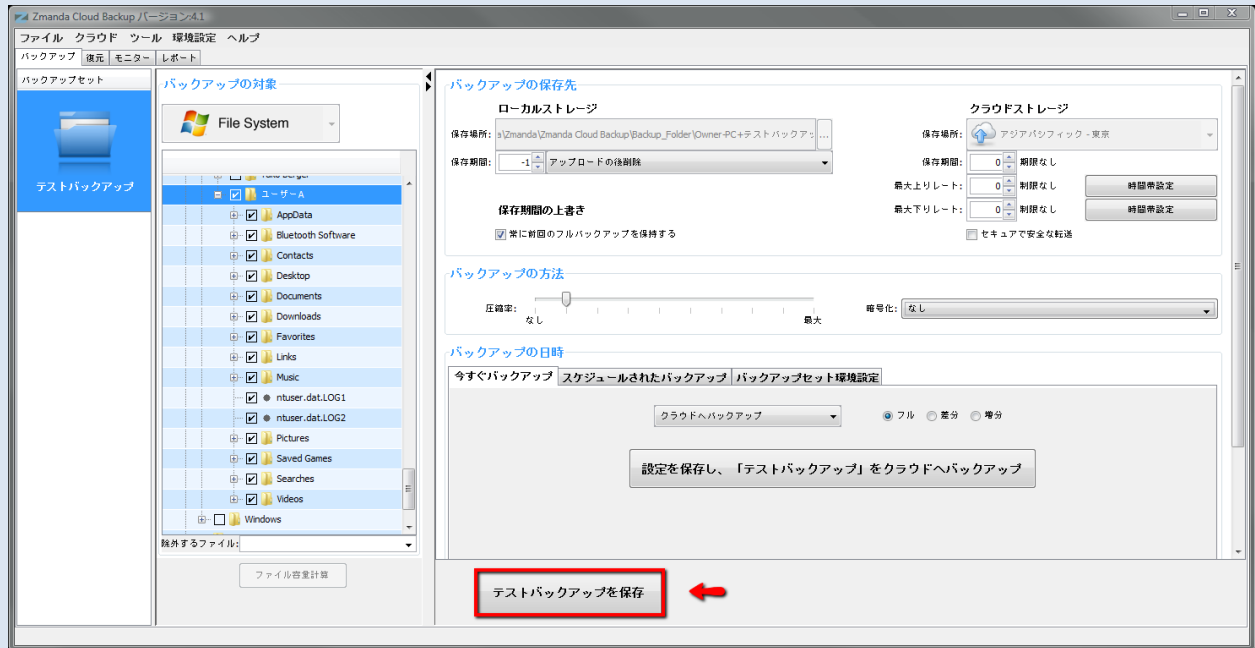 Zmanda Cloud Backup バージョン:4.1
ファイル クラウド ツール 環境設定 ヘルプ
バックアップ 復元 モニター レポート
バックアップセット
テストバックアップ
バックアップの対象
File System
ユーザーA
AppData
Bluetooth Software
Contacts
Desktop
Documents
Downloads
Favorites
Links
Music
ntuser.dat.LOG1
ntuser.dat.LOG2
Pictures
Saved Games
Searches
Videos
Windows
除外するファイル:
ファイル容量計算
バックアップの保存先
ローカルストレージ
保存場所: a\Zmanda\Zmanda Cloud Backup\Backup_Folder\Owner-PC+テストバックアッ ...
保存期間: -1 アップロードの後削除
保存期間の上書き
常に前回のフルバックアップを保持する
クラウドストレージ
保存場所: アジアパシフィック - 東京
保存期間: 0 期限なし
最大上りレート: 0 制限なし 時間帯設定
最大下りレート: 0 制限なし 時間帯設定
セキュアで安全な転送
バックアップの方法
圧縮率: なし 最大
暗号化: なし
バックアップの日時
今すぐバックアップ スケジュールされたバックアップ バックアップセット環境設定
クラウドへバックアップ フル 差分 増分
設定を保存し、「テストバックアップ」をクラウドへバックアップ
テストバックアップを保存